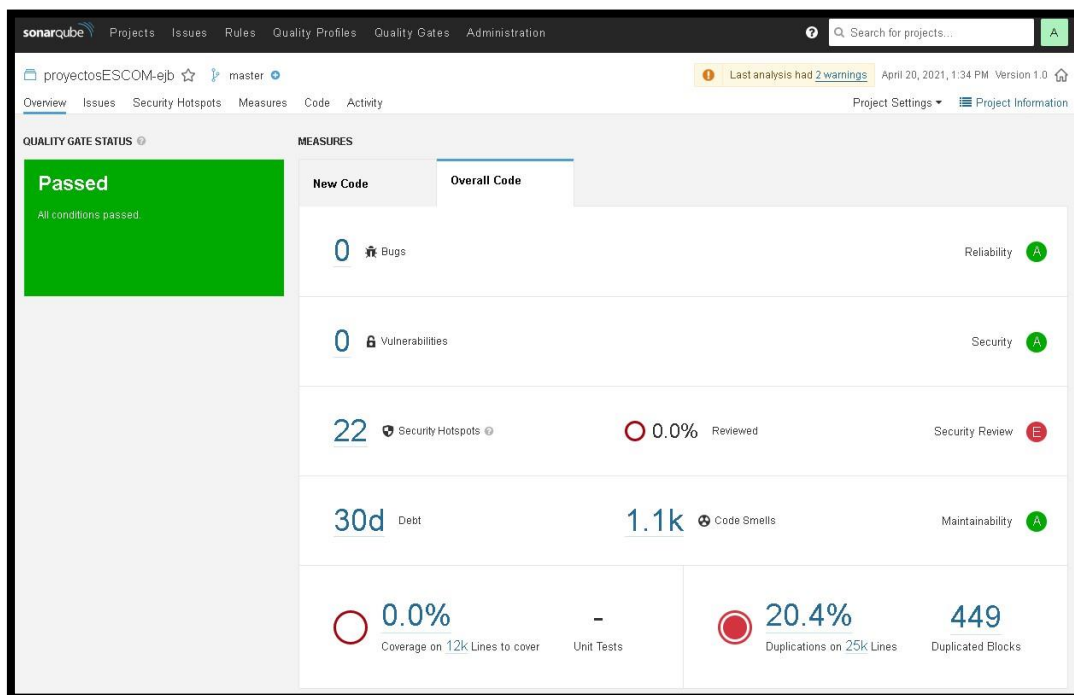 sonarqube Projects Issues Rules Quality Profiles Quality Gates Administration ? Search for projects... A
proyectosESCOM-ejb master Last analysis had 2 warnings April 20, 2021, 1:34 PM Version 1.0
Overview Issues Security Hotspots Measures Code Activity Project Settings Project Information
QUALITY GATE STATUS ? MEASURES
Passed
All conditions passed.
New Code Overall Code
0 Bugs Reliability A
0 Vulnerabilities Security A
22 Security Hotspots ? 0.0% Reviewed Security Review E
30d Debt 1.1k Code Smells Maintainability A
0.0% - 20.4% 449
Coverage on 12k Lines to cover Unit Tests Duplications on 25k Lines Duplicated Blocks